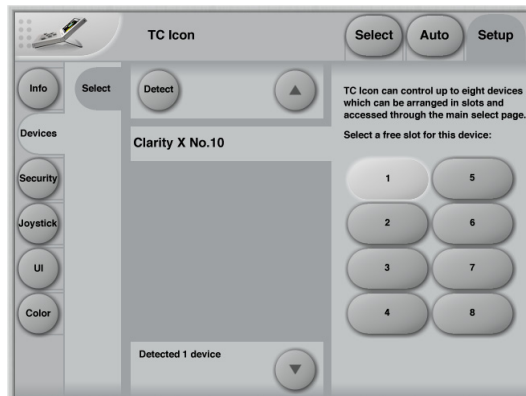 TC Icon
Select
Auto
Setup
Info
Devices
Security
Joystick
UI
Color
Select
Detect
Clarity X No.10
Detected 1 device
TC Icon can control up to eight devices
which can be arranged in slots and
accessed through the main select page.
Select a free slot for this device:
1
5
2
6
3
7
4
8